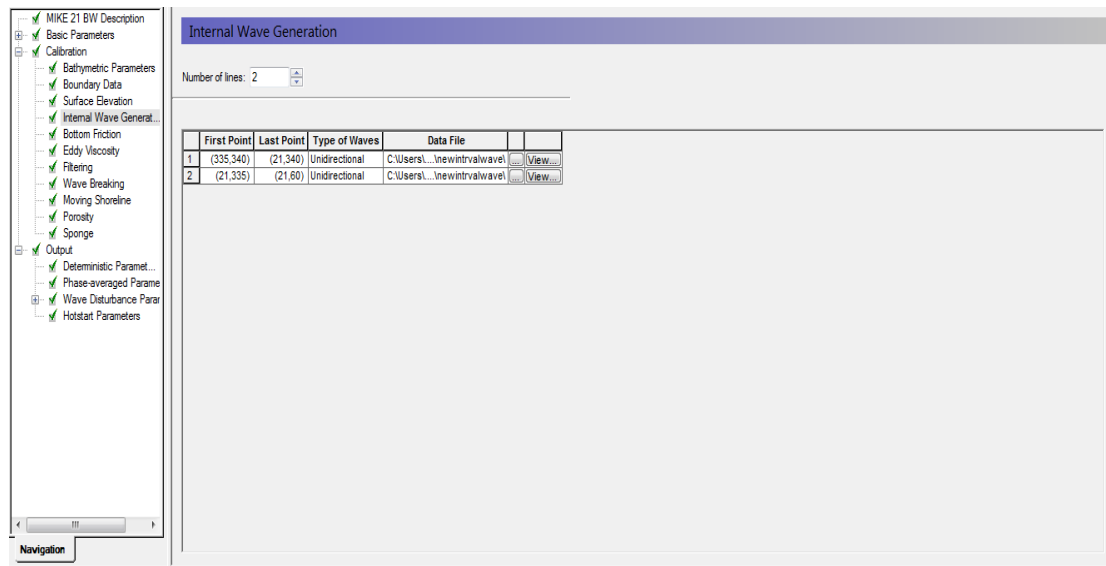 MIKE 21 BW Description
Basic Parameters
Calibration
Bathymetric Parameters
Boundary Data
Surface Elevation
Internal Wave Generat...
Bottom Friction
Eddy Viscosity
Filtering
Wave Breaking
Moving Shoreline
Porosity
Sponge
Output
Deterministic Paramet...
Phase-averaged Parame
Wave Disturbance Parar
Hotstart Parameters
Navigation
Internal Wave Generation
Number of lines: 2
First Point Last Point Type of Waves Data File
1 (335,340) (21,340) Unidirectional C:\Users\....\newintrvalwave\ ... View...
2 (21,335) (21,60) Unidirectional C:\Users\....\newintrvalwave\ ... View...